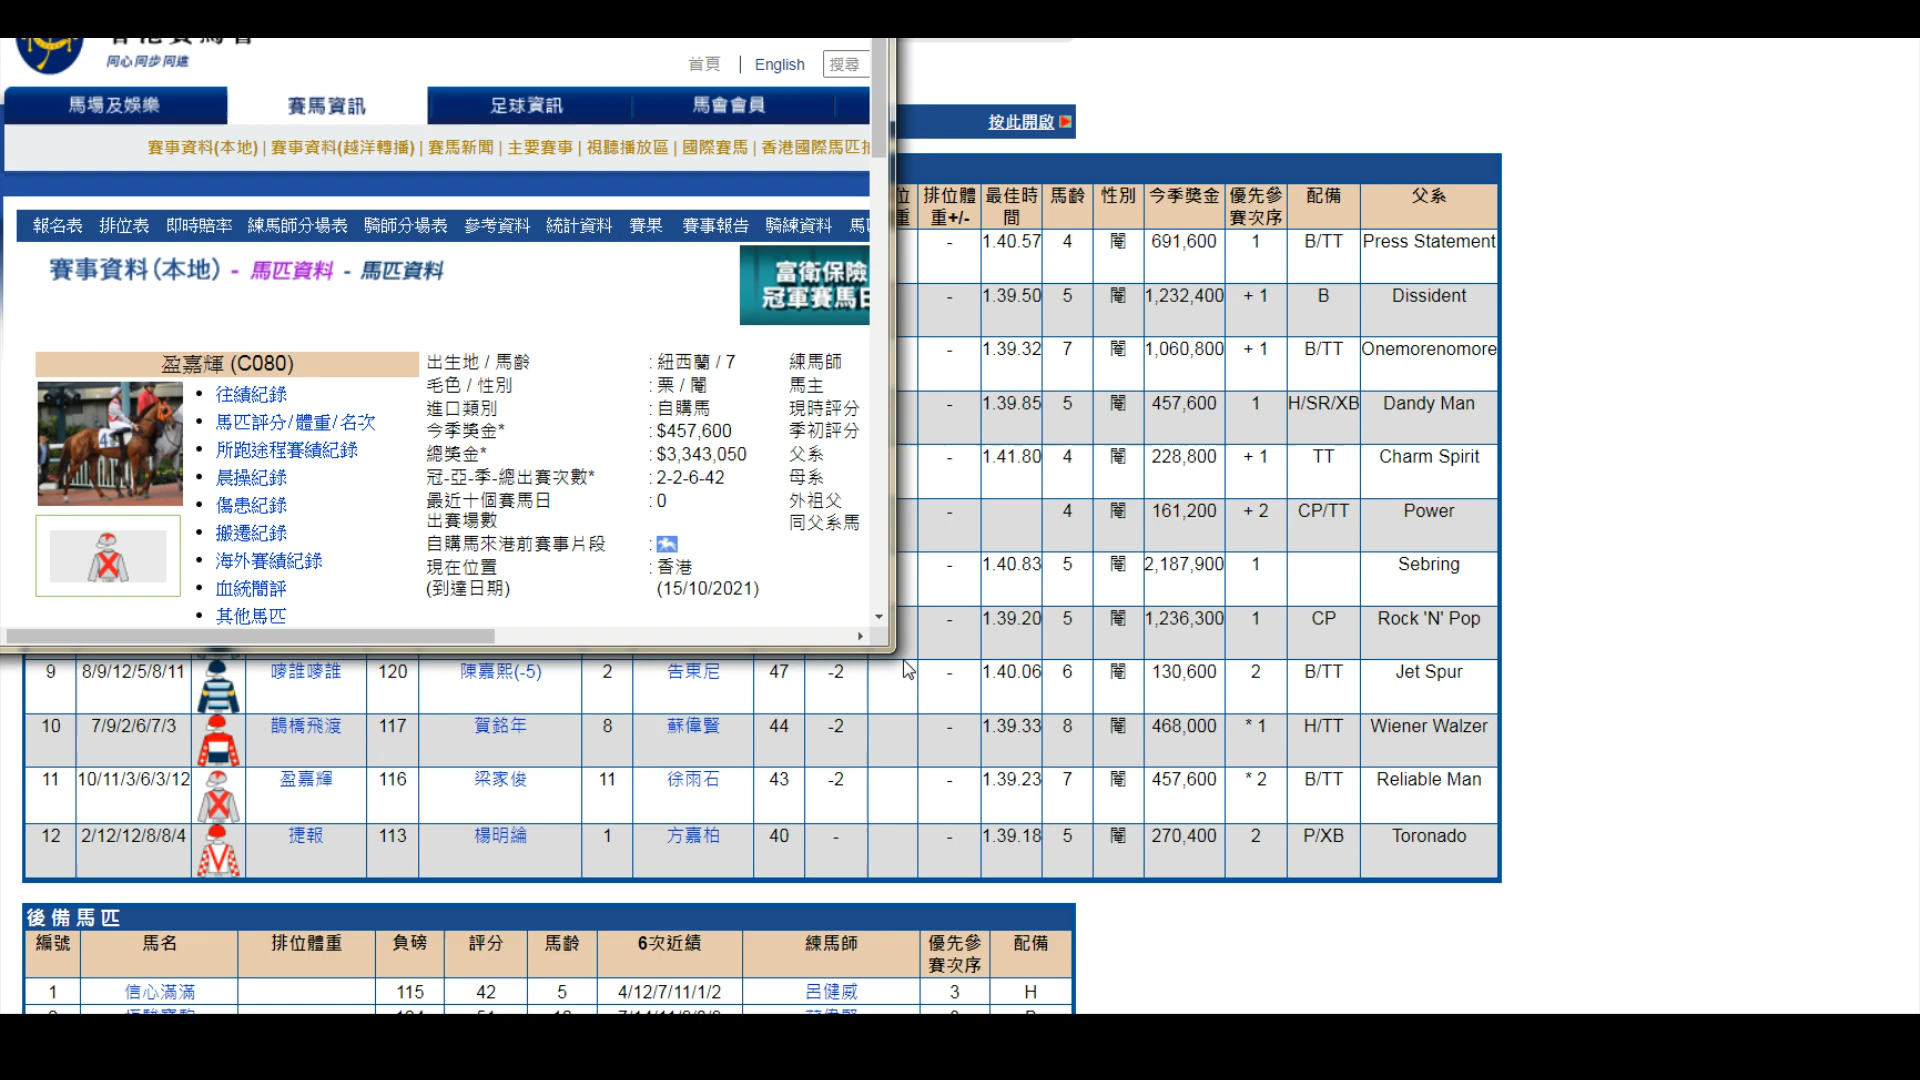 同心同步同進
首頁 | English 搜尋
馬場及娛樂 賽馬資訊 足球資訊 馬會會員
賽事資料(本地) | 賽事資料(越洋轉播) | 賽馬新聞 | 主要賽事 | 視聽播放區 | 國際賽馬 | 香港國際馬匹
報名表 排位表 即時賠率 練馬師分場表 騎師分場表 參考資料 統計資料 賽果 賽事報告 騎練資料
賽事資料(本地) - 馬匹資料 - 馬匹資料
富衛保險
冠軍賽馬日
盈嘉輝 (C080)
• 往績紀錄
• 馬匹評分/體重/名次
• 所跑途程賽績紀錄
• 晨操紀錄
• 傷患紀錄
• 搬遷紀錄
• 海外賽績紀錄
• 血統簡評
• 其他馬匹
出生地 / 馬齡 : 紐西蘭 / 7 練馬師
毛色 / 性別 : 栗 / 閹 馬主
進口類別 : 自購馬 現時評分
今季獎金* : $457,600 季初評分
總獎金* : $3,343,050 父系
冠-亞-季-總出賽次數* : 2-2-6-42 母系
最近十個賽馬日 : 0 外祖父
出賽場數 同父系馬
自購馬來港前賽事片段 :
現在位置 : 香港
(到達日期) (15/10/2021)
按此開啟
位 排位體 最佳時 馬齡 性別 今季獎金 優先參 配備 父系
重 重+/- 間 賽次序
- 1.40.57 4 閹 691,600 1 B/TT Press Statement
- 1.39.50 5 閹 1,232,400 + 1 B Dissident
- 1.39.32 7 閹 1,060,800 + 1 B/TT Onemorenomore
- 1.39.85 5 閹 457,600 1 H/SR/XB Dandy Man
- 1.41.80 4 閹 228,800 + 1 TT Charm Spirit
- 4 閹 161,200 + 2 CP/TT Power
- 1.40.83 5 閹 2,187,900 1 Sebring
- 1.39.20 5 閹 1,236,300 1 CP Rock 'N' Pop
9 8/9/12/5/8/11 嘜誰嘜誰 120 陳嘉熙(-5) 2 告東尼 47 -2 - 1.40.06 6 閹 130,600 2 B/TT Jet Spur
10 7/9/2/6/7/3 鵲橋飛渡 117 賀銘年 8 蘇偉賢 44 -2 - 1.39.33 8 閹 468,000 * 1 H/TT Wiener Walzer
11 10/11/3/6/3/12 盈嘉輝 116 梁家俊 11 徐雨石 43 -2 - 1.39.23 7 閹 457,600 * 2 B/TT Reliable Man
12 2/12/12/8/8/4 捷報 113 楊明綸 1 方嘉柏 40 - - 1.39.18 5 閹 270,400 2 P/XB Toronado
後備馬匹
編號 馬名 排位體重 負磅 評分 馬齡 6次近績 練馬師 優先參 配備
賽次序
1 信心滿滿 115 42 5 4/12/7/11/1/2 呂健威 3 H